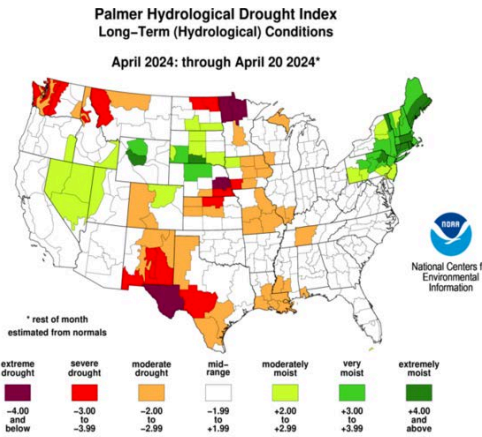 Palmer Hydrological Drought Index
Long-Term (Hydrological) Conditions
April 2024: through April 20 2024*
NOAA
National Centers f
Environmental
Information
* rest of month
estimated from normals
extreme drought
severe drought
moderate drought
mid-range
moderately moist
very moist
extremely moist
-4.00 and below
-3.00 to -3.99
-2.00 to -2.99
-1.99 to +1.99
+2.00 to +2.99
+3.00 to +3.99
+4.00 and above